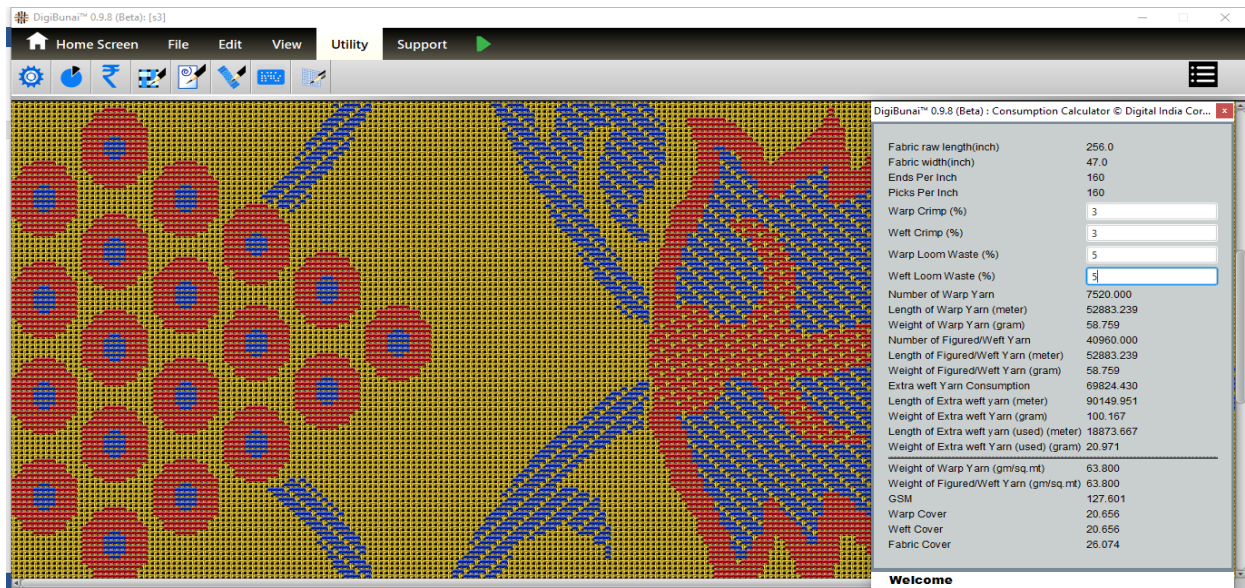 DigiBunai™ 0.9.8 (Beta): [s3]
Home Screen File Edit View Utility Support
DigiBunai™ 0.9.8 (Beta) : Consumption Calculator © Digital India Cor...
Fabric raw length(inch) 256.0
Fabric width(inch) 47.0
Ends Per Inch 160
Picks Per Inch 160
Warp Crimp (%) 3
Weft Crimp (%) 3
Warp Loom Waste (%) 5
Weft Loom Waste (%) 5
Number of Warp Yarn 7520.000
Length of Warp Yarn (meter) 52883.239
Weight of Warp Yarn (gram) 58.759
Number of Figured/Weft Yarn 40960.000
Length of Figured/Weft Yarn (meter) 52883.239
Weight of Figured/Weft Yarn (gram) 58.759
Extra weft Yarn Consumption 69824.430
Length of Extra weft yarn (meter) 90149.951
Weight of Extra weft Yarn (gram) 100.167
Length of Extra weft yarn (used) (meter) 18873.667
Weight of Extra weft Yarn (used) (gram) 20.971
Weight of Warp Yarn (gm/sq.mt) 63.800
Weight of Figured/Weft Yarn (gm/sq.mt) 63.800
GSM 127.601
Warp Cover 20.656
Weft Cover 20.656
Fabric Cover 26.074
Welcome